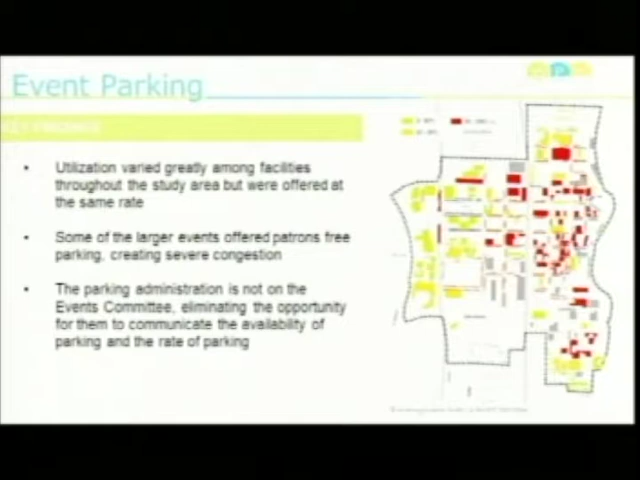 Event Parking
KEY FINDINGS
• Utilization varied greatly among facilities
throughout the study area but were offered at
the same rate
• Some of the larger events offered patrons free
parking, creating severe congestion
• The parking administration is not on the
Events Committee, eliminating the opportunity
for them to communicate the availability of
parking and the rate of parking